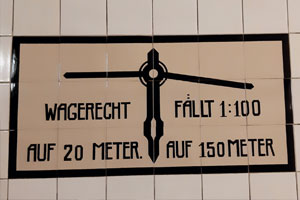 WAGERECHT FÄLLT 1:100
AUF 20 METER. AUF 150 METER